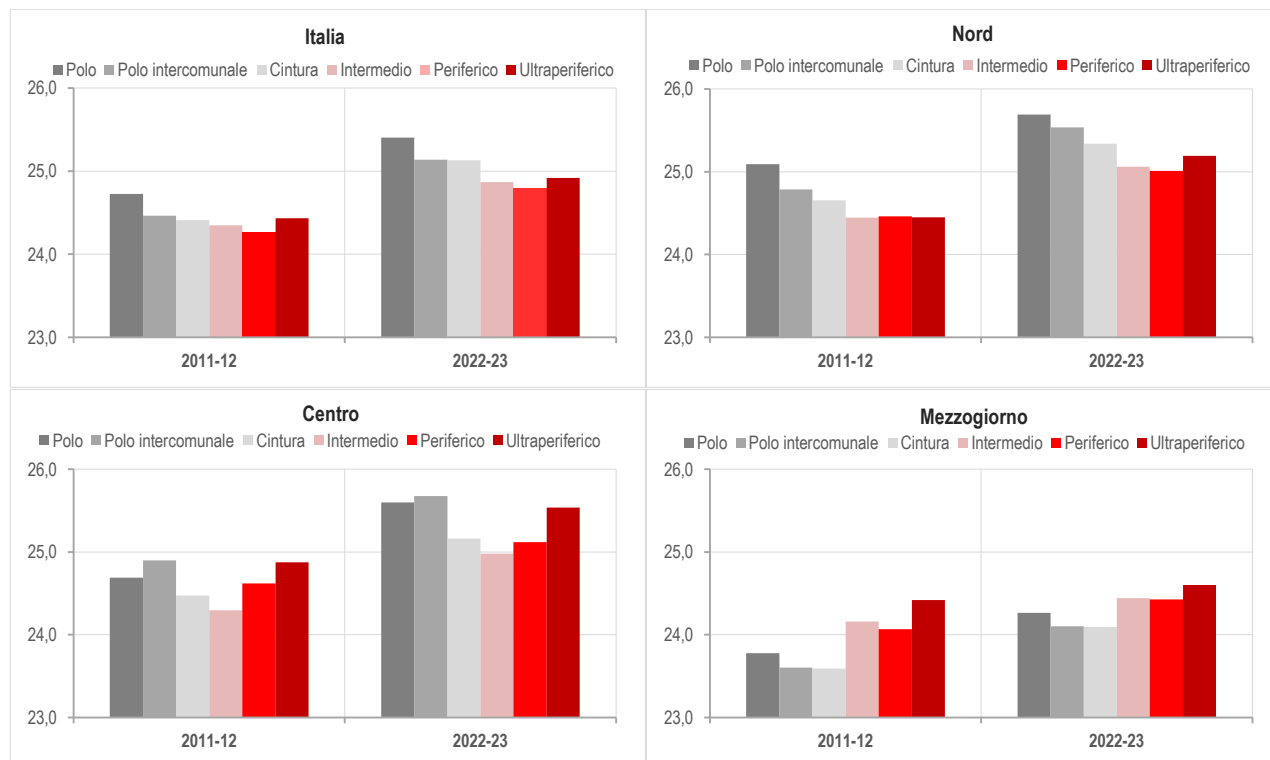 Italia
Polo Polo intercomunale Cintura Intermedio Periferico Ultraperiferico
26,0
25,0
24,0
23,0
2011-12 2022-23
Nord
Polo Polo intercomunale Cintura Intermedio Periferico Ultraperiferico
26,0
25,0
24,0
23,0
2011-12 2022-23
Centro
Polo Polo intercomunale Cintura Intermedio Periferico Ultraperiferico
26,0
25,0
24,0
23,0
2011-12 2022-23
Mezzogiorno
Polo Polo intercomunale Cintura Intermedio Periferico Ultraperiferico
26,0
25,0
24,0
23,0
2011-12 2022-23